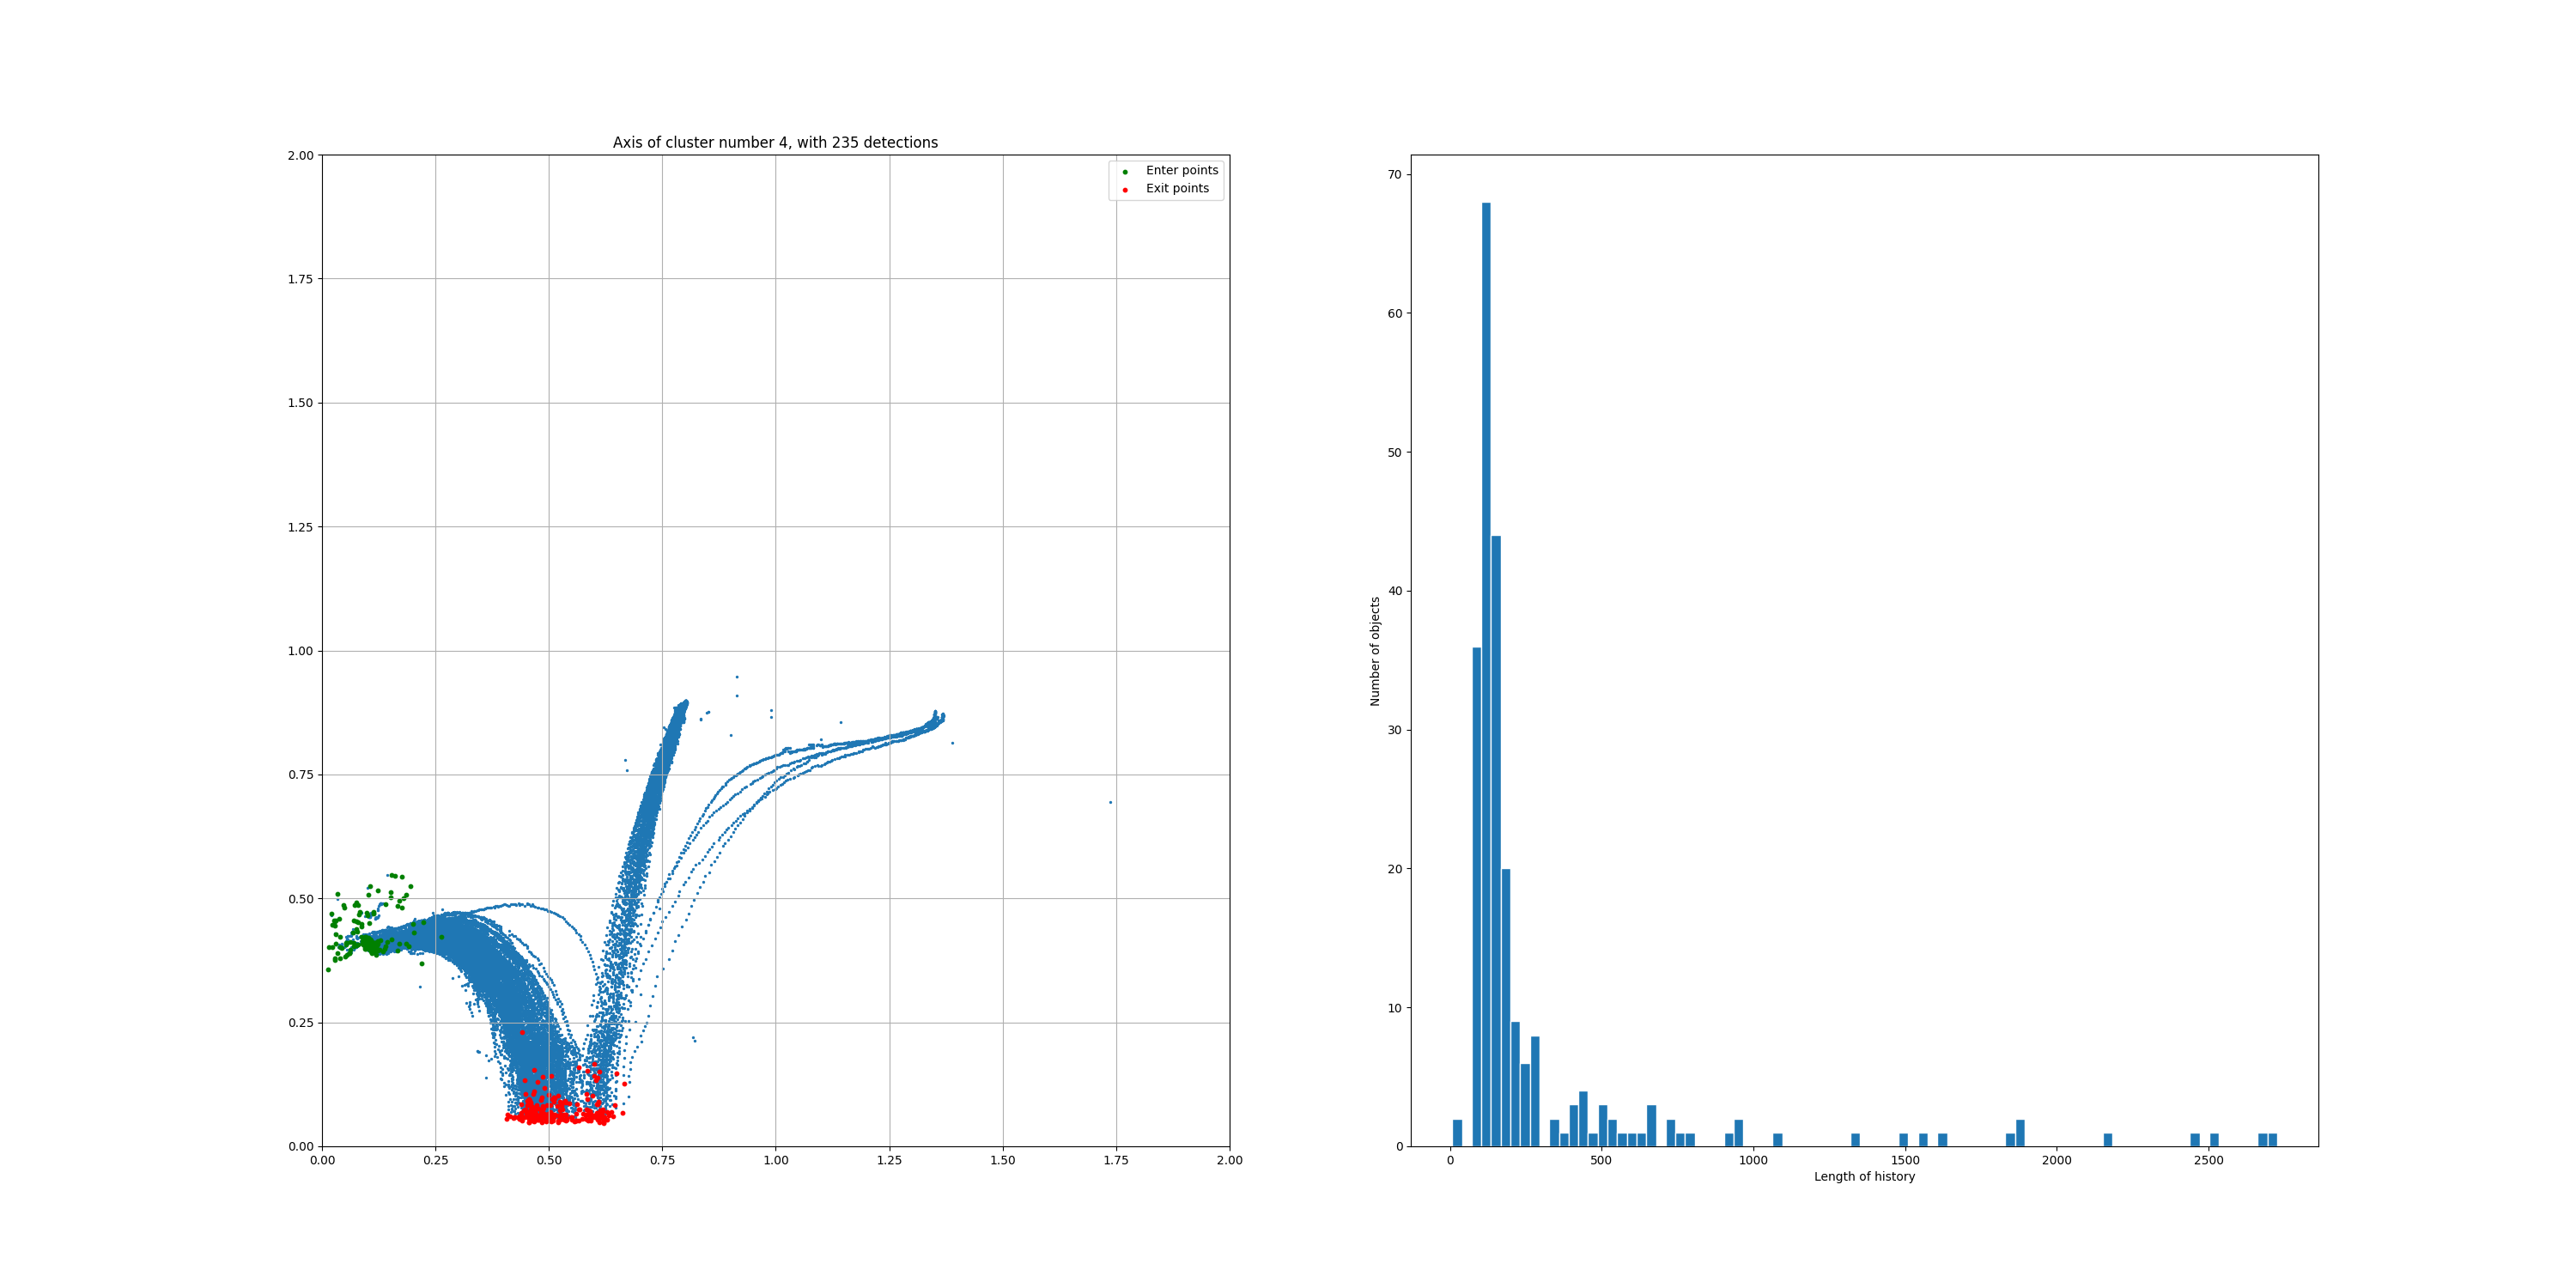 Axis of cluster number 4, with 235 detections
Enter points
Exit points
2.00
1.75
1.50
1.25
1.00
0.75
0.50
0.25
0.00
0.00 0.25 0.50 0.75 1.00 1.25 1.50 1.75 2.00
Number of objects
70
60
50
40
30
20
10
0
0 500 1000 1500 2000 2500
Length of history